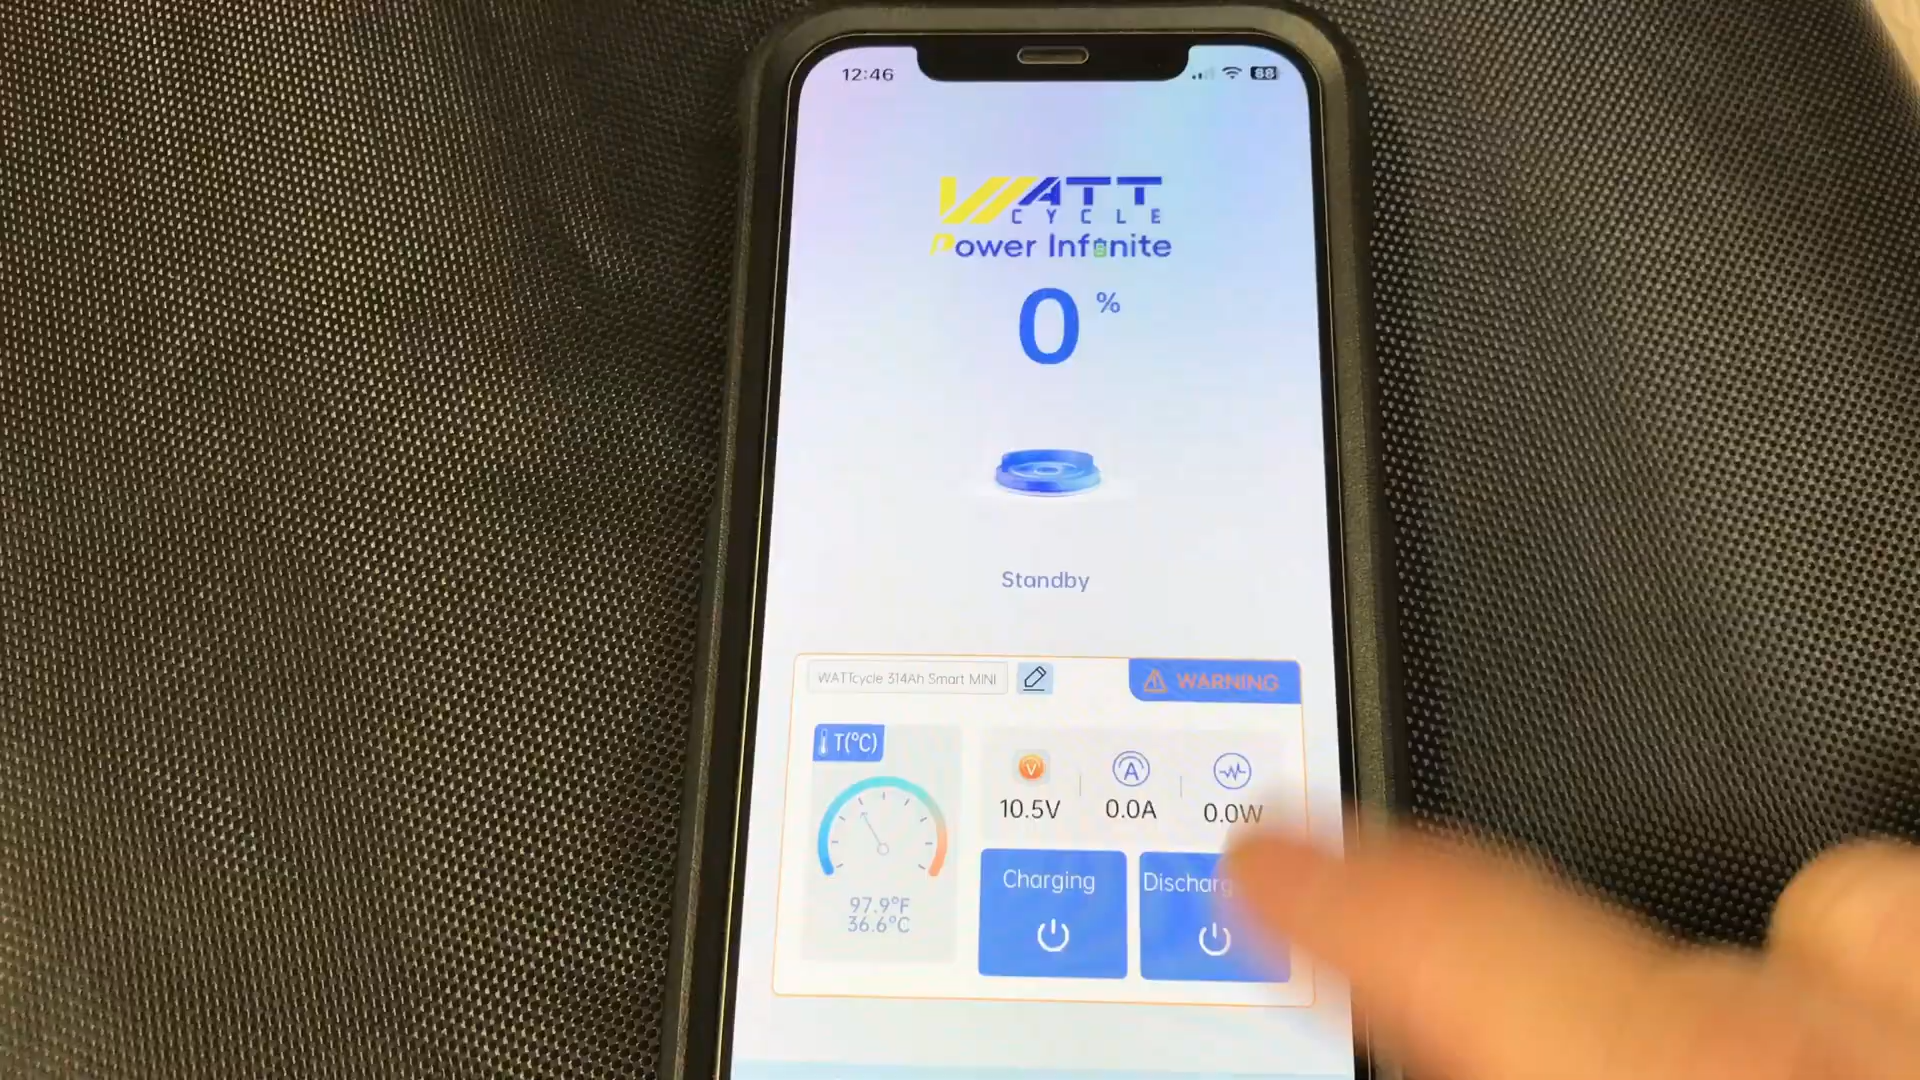 12:46
88
WATT
CYCLE
Power Infinite
0 %
Standby
WATTcycle 314Ah Smart MINI
WARNING
T(°C)
V
A
10.5V
0.0A
0.0W
97.9°F
36.6°C
Charging
Discharg